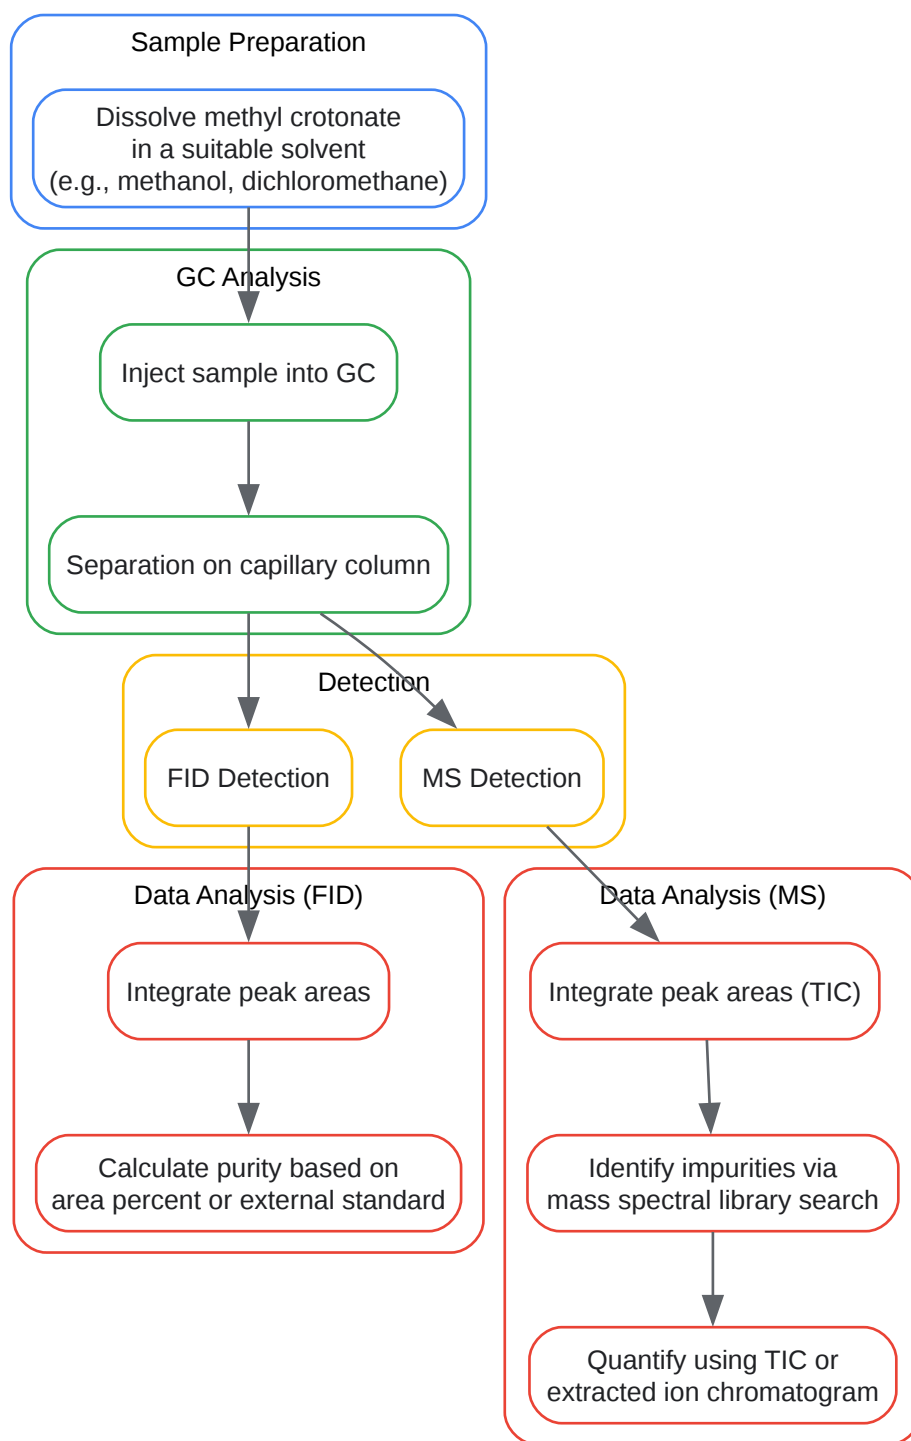 Sample Preparation
Dissolve methyl crotonate
in a suitable solvent
(e.g., methanol, dichloromethane)
GC Analysis
Inject sample into GC
Separation on capillary column
Detection
FID Detection
MS Detection
Data Analysis (FID)
Integrate peak areas
Calculate purity based on
area percent or external standard
Data Analysis (MS)
Integrate peak areas (TIC)
Identify impurities via
mass spectral library search
Quantify using TIC or
extracted ion chromatogram